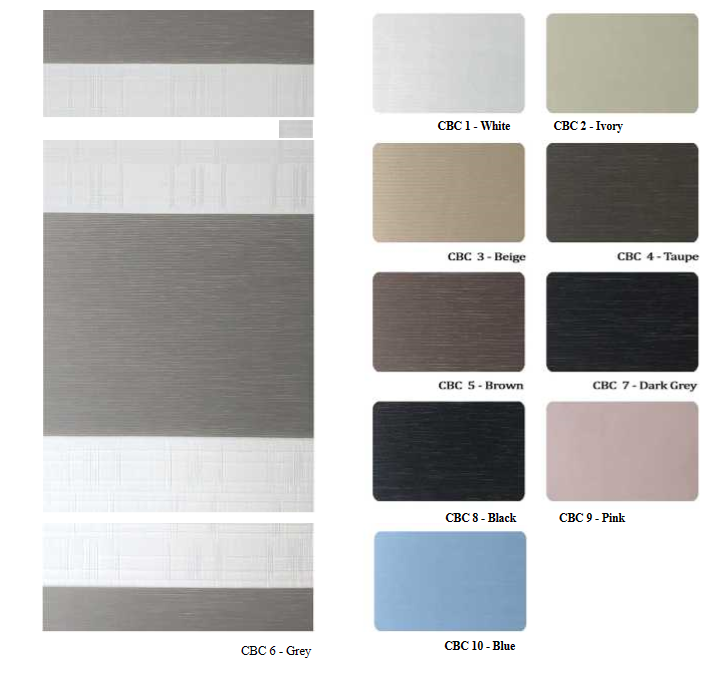 CBC 1 - White
CBC 2 - Ivory
CBC 3 - Beige
CBC 4 - Taupe
CBC 5 - Brown
CBC 7 - Dark Grey
CBC 8 - Black
CBC 9 - Pink
CBC 10 - Blue
CBC 6 - Grey